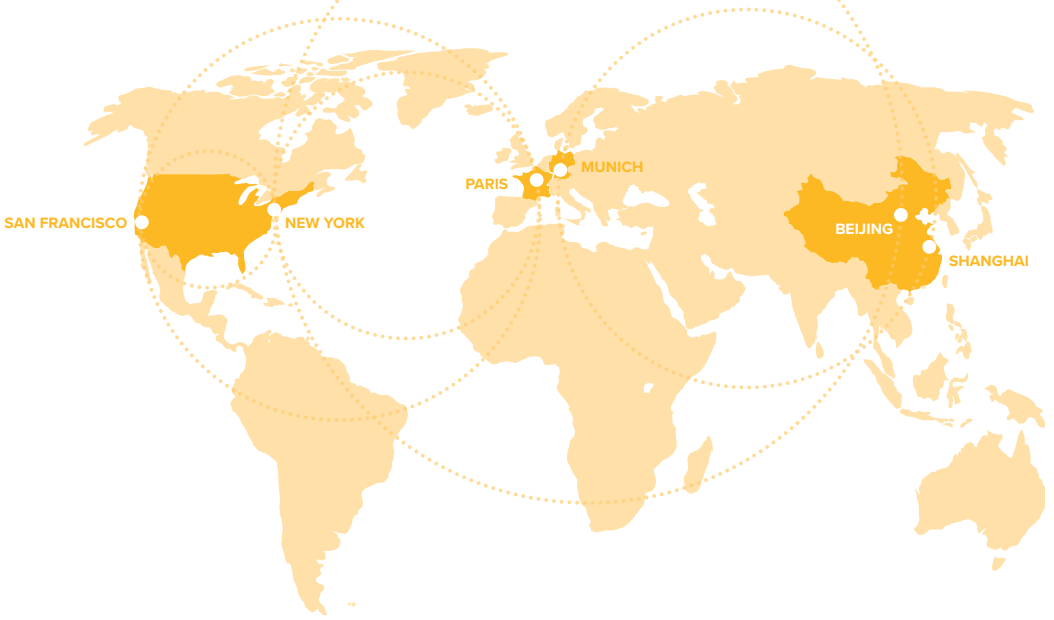 MUNICH
PARIS
SAN FRANCISCO
NEW YORK
BEIJING
SHANGHAI